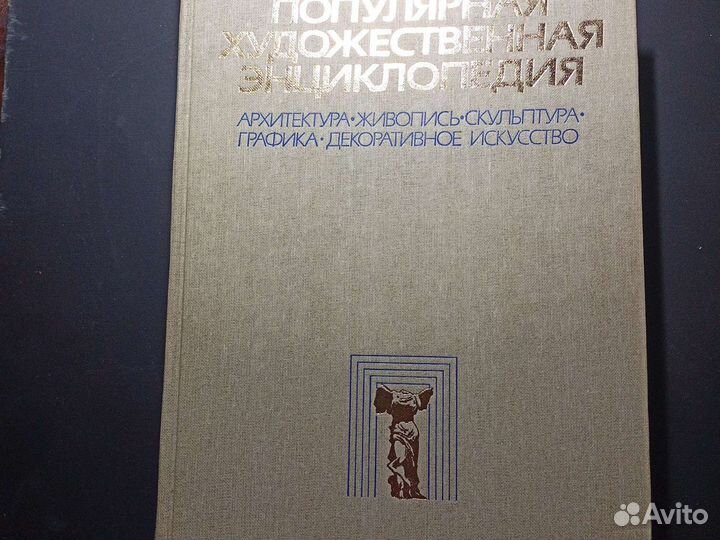 ПОПУЛЯРНАЯ
ХУДОЖЕСТВЕННАЯ
ЭНЦИКЛОПЕДИЯ
АРХИТЕКТУРА•ЖИВОПИСЬ•СКУЛЬПТУРА•
ГРАФИКА•ДЕКОРАТИВНОЕ ИСКУССТВО
Avito